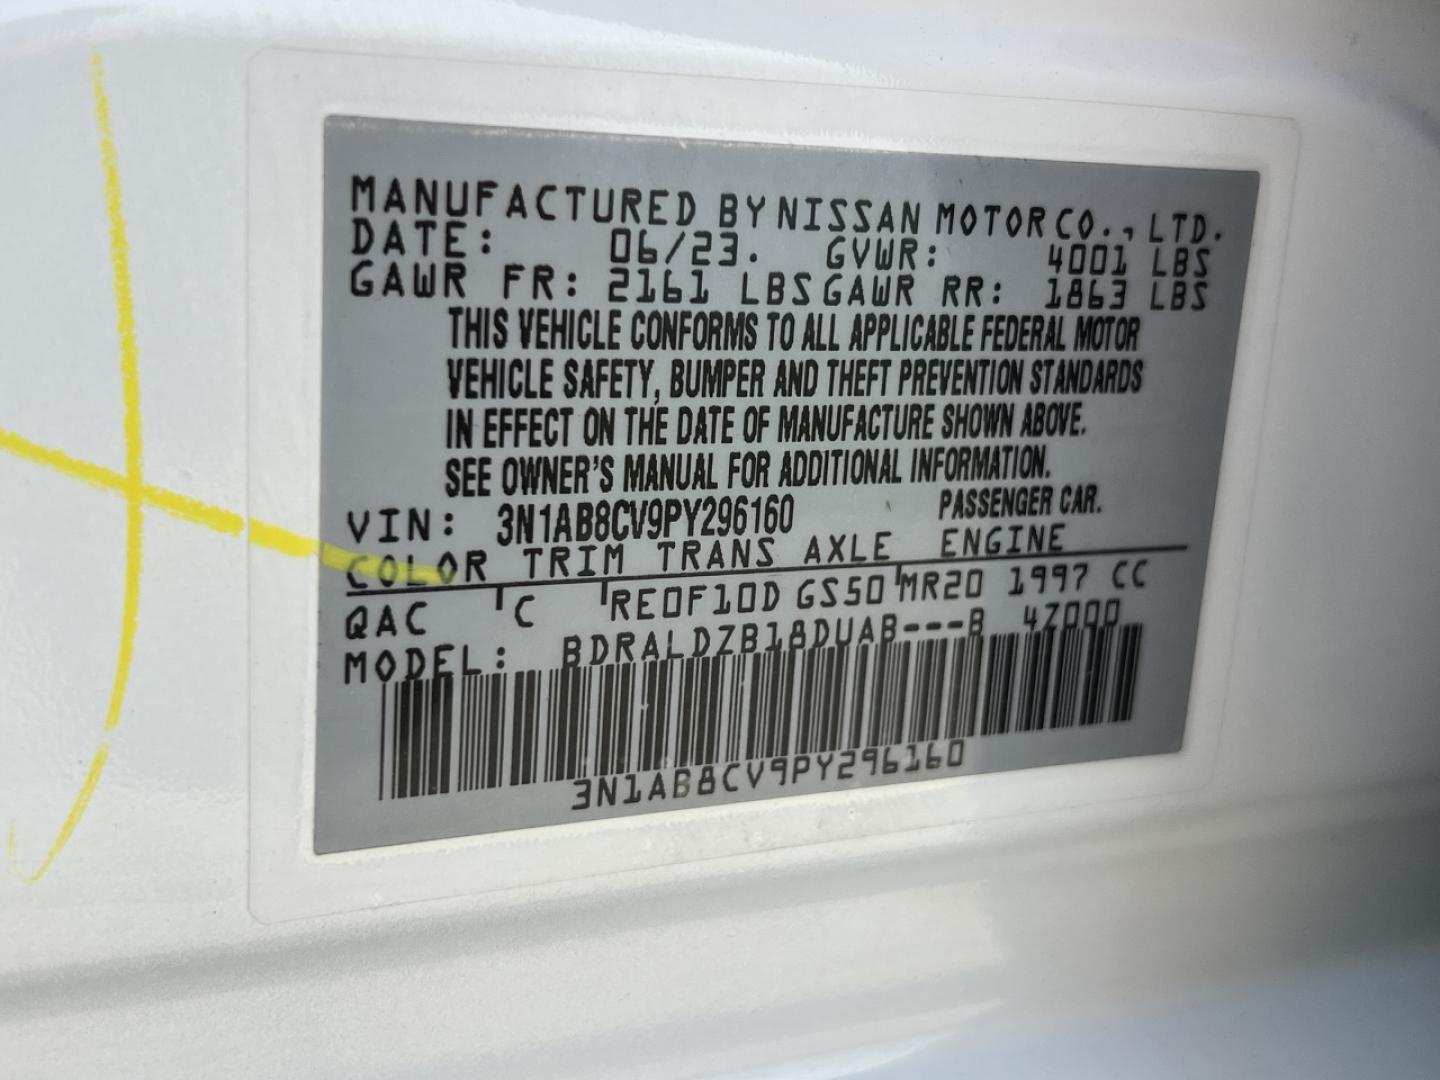 MANUFACTURED BY NISSAN MOTOR CO., LTD.
DATE: 06/23. GVWR: 4001 LBS
GAWR FR: 2161 LBS GAWR RR: 1863 LBS
THIS VEHICLE CONFORMS TO ALL APPLICABLE FEDERAL MOTOR
VEHICLE SAFETY, BUMPER AND THEFT PREVENTION STANDARDS
IN EFFECT ON THE DATE OF MANUFACTURE SHOWN ABOVE.
SEE OWNER'S MANUAL FOR ADDITIONAL INFORMATION.
VIN: 3N1AB8CV9PY296160 PASSENGER CAR.
COLOR TRIM TRANS AXLE ENGINE
QAC C RE0F10D GS50 MR20 1997 CC
MODEL: BDRALDZB18DUAB---B 4Z000
3N1AB8CV9PY296160